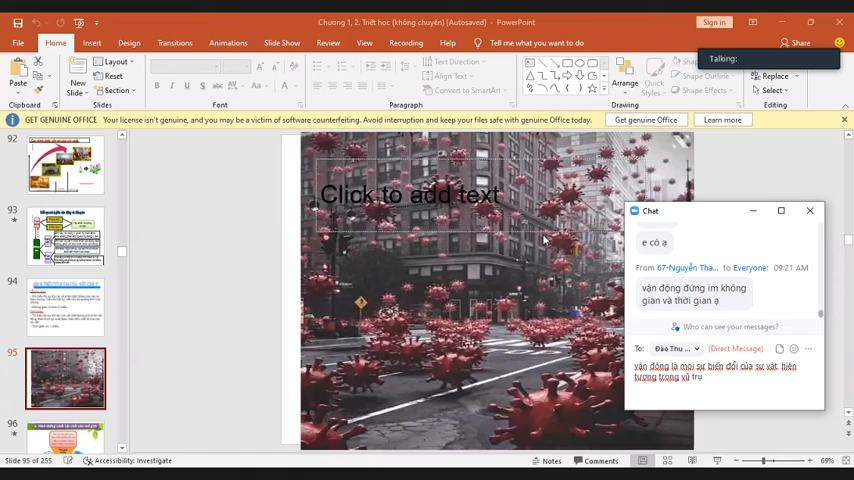 Chương 1, 2. Triết học (không chuyên) [Autosaved] - PowerPoint
Sign in
File Home Insert Design Transitions Animations Slide Show Review View Recording Help Tell me what you want to do
Share
Talking:
Paste
New
Slide
Layout
Reset
Section
Text Direction
Align Text
Convert to SmartArt
Arrange
Quick
Styles
Shape Outline
Shape Effects
Replace
Select
Clipboard
Slides
Font
Paragraph
Drawing
Editing
GET GENUINE OFFICE Your license isn't genuine, and you may be a victim of software counterfeiting. Avoid interruption and keep your files safe with genuine Office today.
Get genuine Office
Learn more
92
93
94
95
96
Click to add text
Chat
e có ạ
From 67-Nguyễn Tha... to Everyone: 09:21 AM
vận động đứng im không
gian và thời gian ạ
Who can see your messages?
To: Đào Thu ... (Direct Message)
vận động là mọi sự biến đổi của sự vật, hiện
tượng trong vũ trụ
Slide 95 of 255 Accessibility: Investigate
Notes Comments 69%